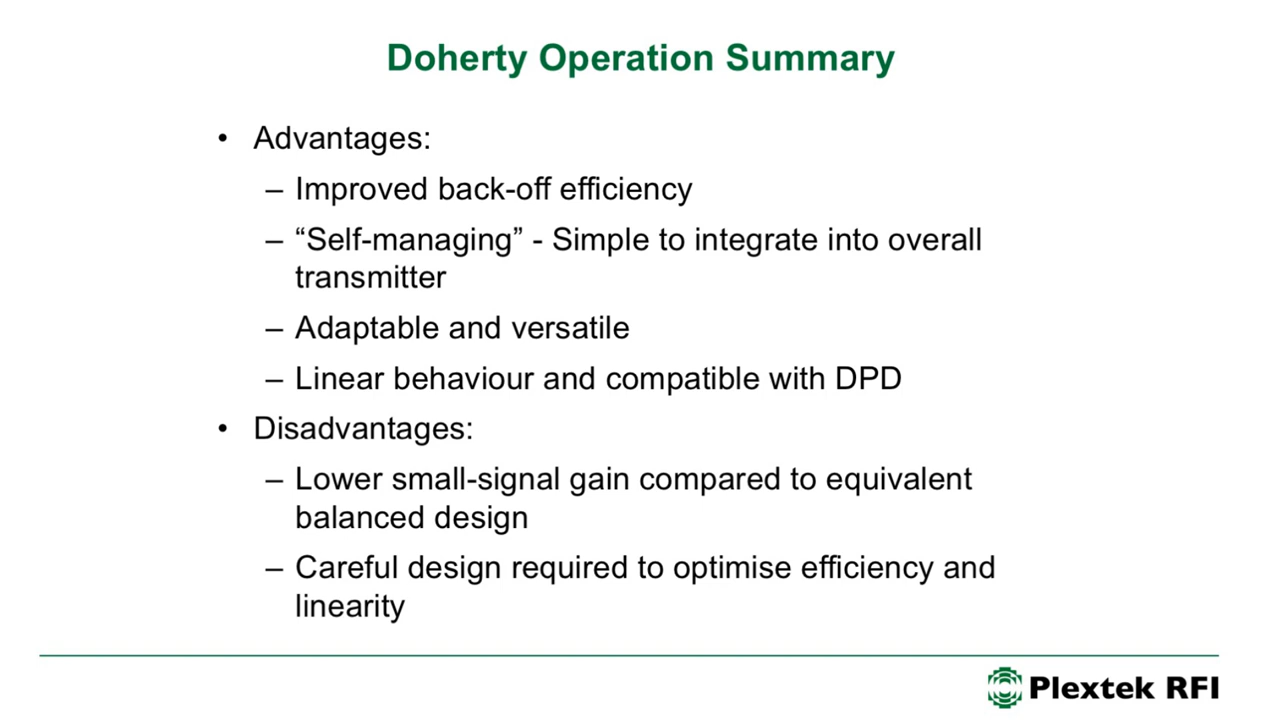 Doherty Operation Summary
• Advantages:
– Improved back-off efficiency
– “Self-managing” - Simple to integrate into overall
transmitter
– Adaptable and versatile
– Linear behaviour and compatible with DPD
• Disadvantages:
– Lower small-signal gain compared to equivalent
balanced design
– Careful design required to optimise efficiency and
linearity
Plextek RFI